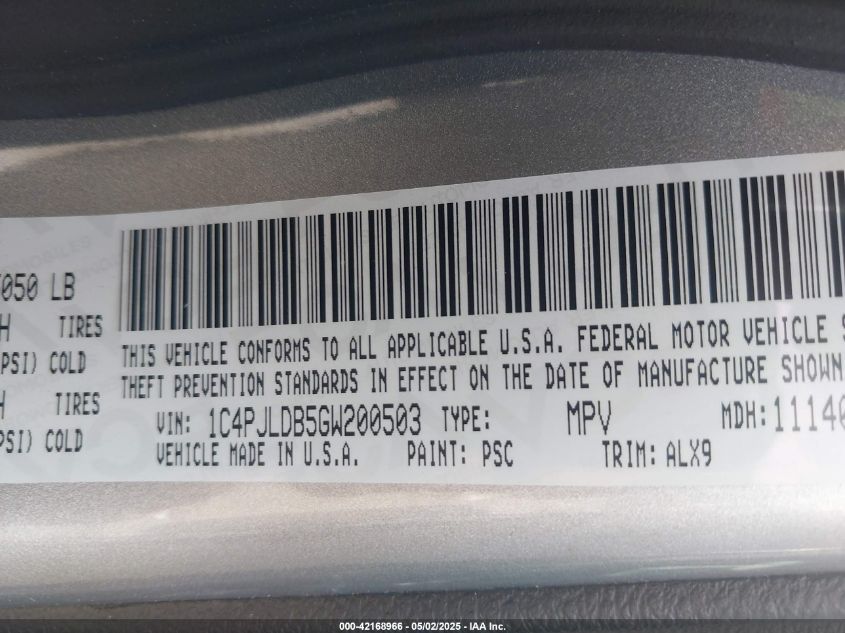 050 LB
TIRES
PSI) COLD
TIRES
PSI) COLD
THIS VEHICLE CONFORMS TO ALL APPLICABLE U.S.A. FEDERAL MOTOR VEHICLE S
THEFT PREVENTION STANDARDS IN EFFECT ON THE DATE OF MANUFACTURE SHOWN
VIN: 1C4PJLDB5GW200503 TYPE: MPV MDH: 11140
VEHICLE MADE IN U.S.A. PAINT: PSC TRIM: ALX9
000-42168966 — 05/02/2025 — IAA Inc.